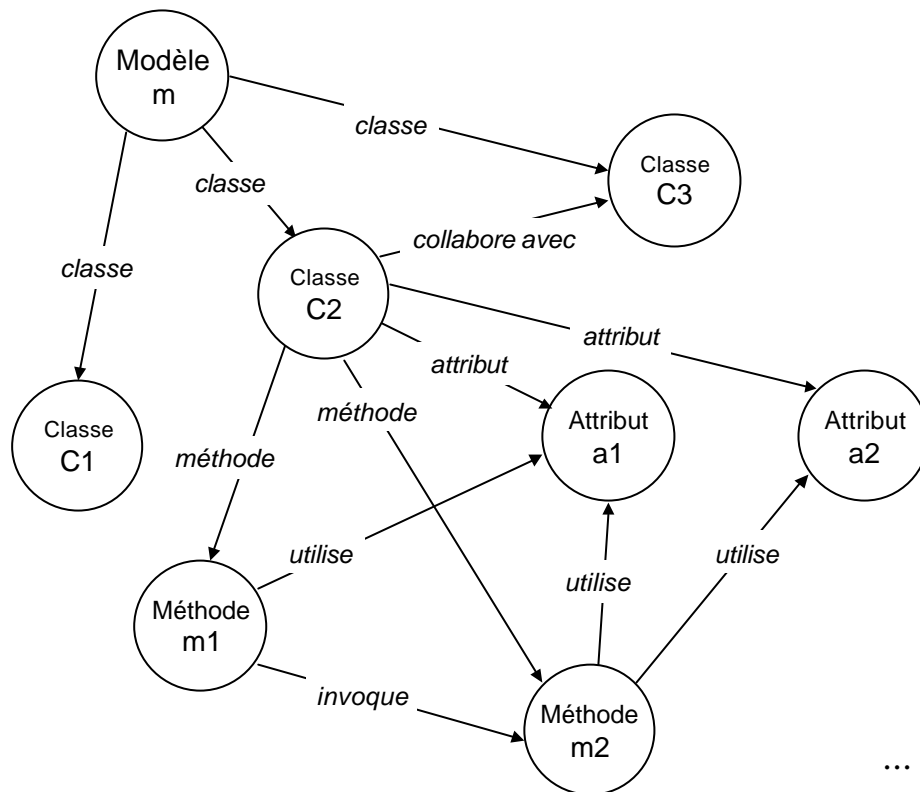 Modèle
m
classe
Classe
C3
classe
collabore avec
classe
Classe
C2
attribut
attribut
méthode
Classe
C1
Attribut
a1
Attribut
a2
méthode
utilise
utilise
utilise
Méthode
m1
invoque
Méthode
m2
...